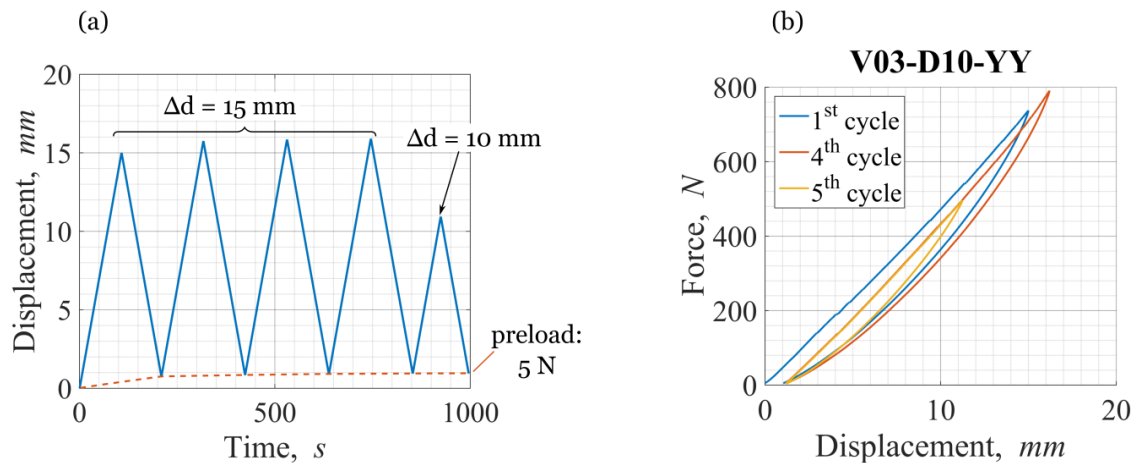 (a)
20
15
10
5
0
Displacement, mm
Δd = 15 mm
Δd = 10 mm
preload:
5 N
0
500
1000
Time, s
(b)
V03-D10-YY
800
600
400
200
0
Force, N
1st cycle
4th cycle
5th cycle
0
10
20
Displacement, mm